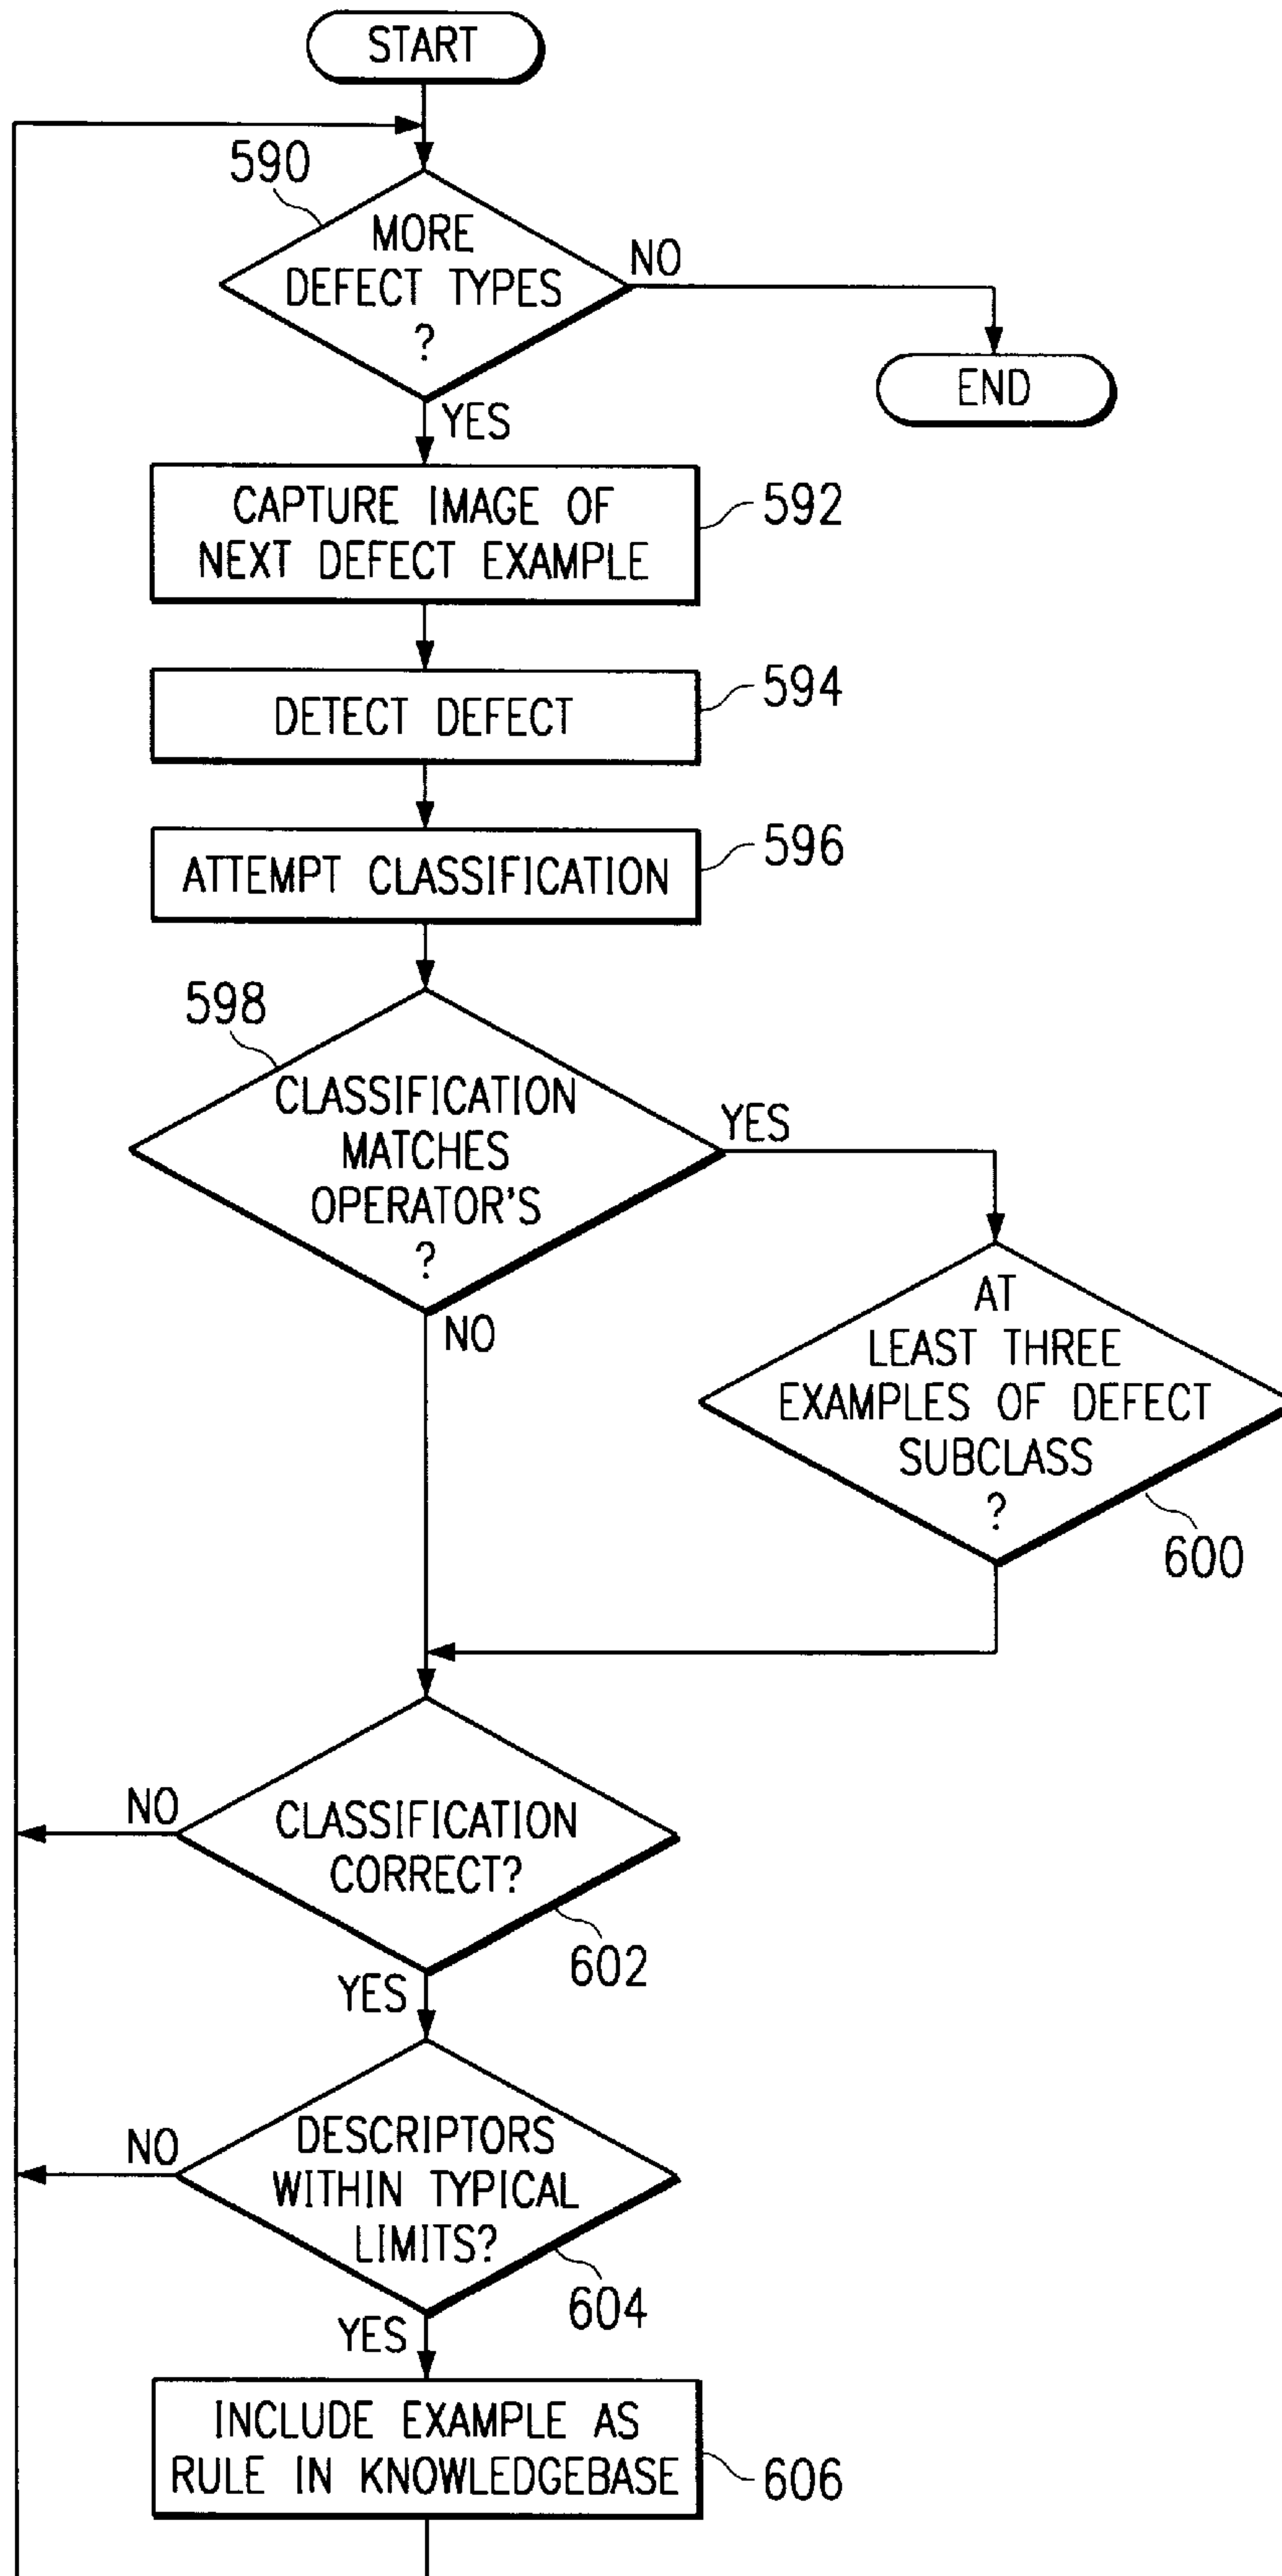 START
590
MORE
DEFECT TYPES
?
NO
END
YES
CAPTURE IMAGE OF
NEXT DEFECT EXAMPLE
592
DETECT DEFECT
594
ATTEMPT CLASSIFICATION
596
598
CLASSIFICATION
MATCHES
OPERATOR'S
?
YES
NO
AT
LEAST THREE
EXAMPLES OF DEFECT
SUBCLASS
?
600
NO
CLASSIFICATION
CORRECT?
602
YES
NO
DESCRIPTORS
WITHIN TYPICAL
LIMITS?
604
YES
INCLUDE EXAMPLE AS
RULE IN KNOWLEDGEBASE
606